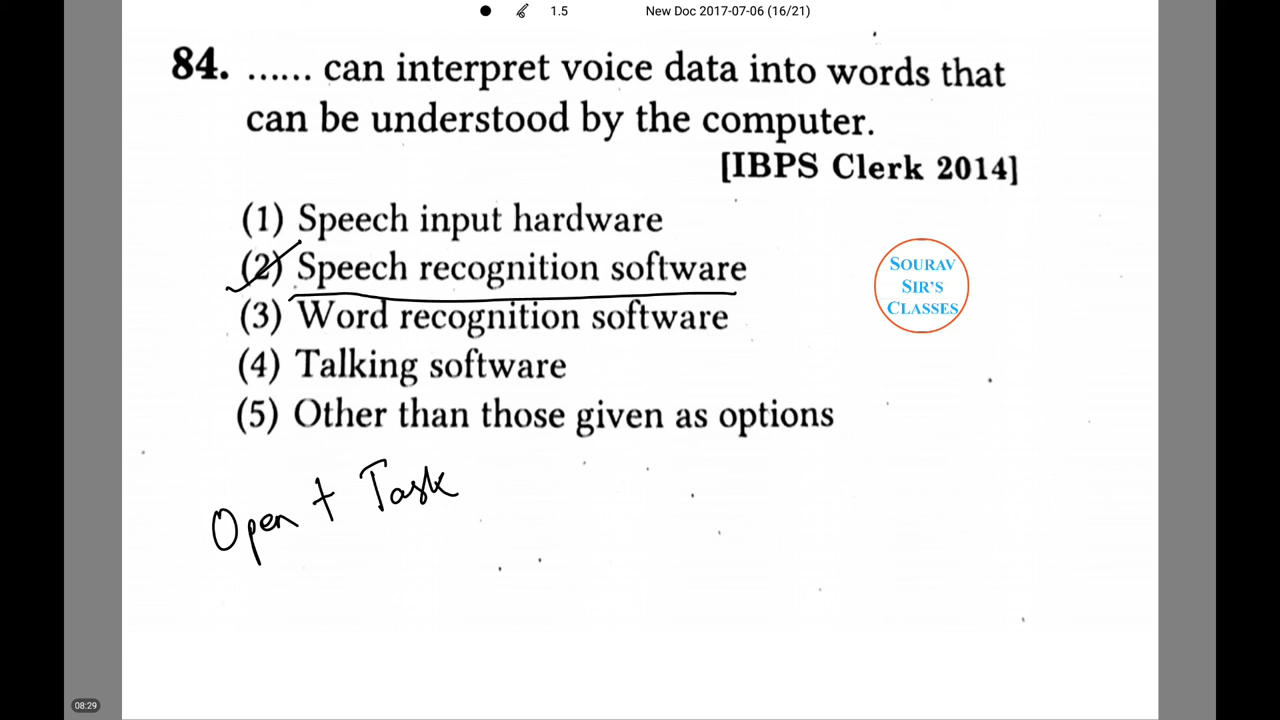 1.5 New Doc 2017-07-06 (16/21)
84. ...... can interpret voice data into words that
can be understood by the computer.
[IBPS Clerk 2014]
(1) Speech input hardware
(2) Speech recognition software
(3) Word recognition software
(4) Talking software
(5) Other than those given as options
SOURAV
SIR'S
CLASSES
Open + Task
08:29